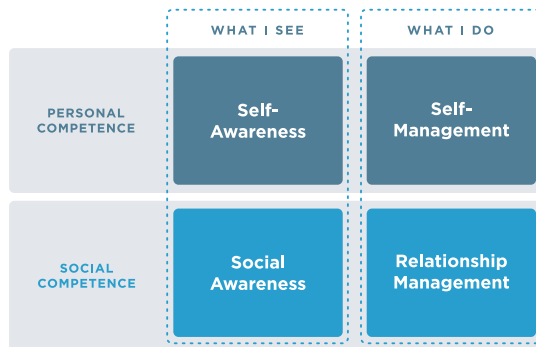 WHAT I SEE
WHAT I DO
PERSONAL
COMPETENCE
Self-
Awareness
Self-
Management
SOCIAL
COMPETENCE
Social
Awareness
Relationship
Management